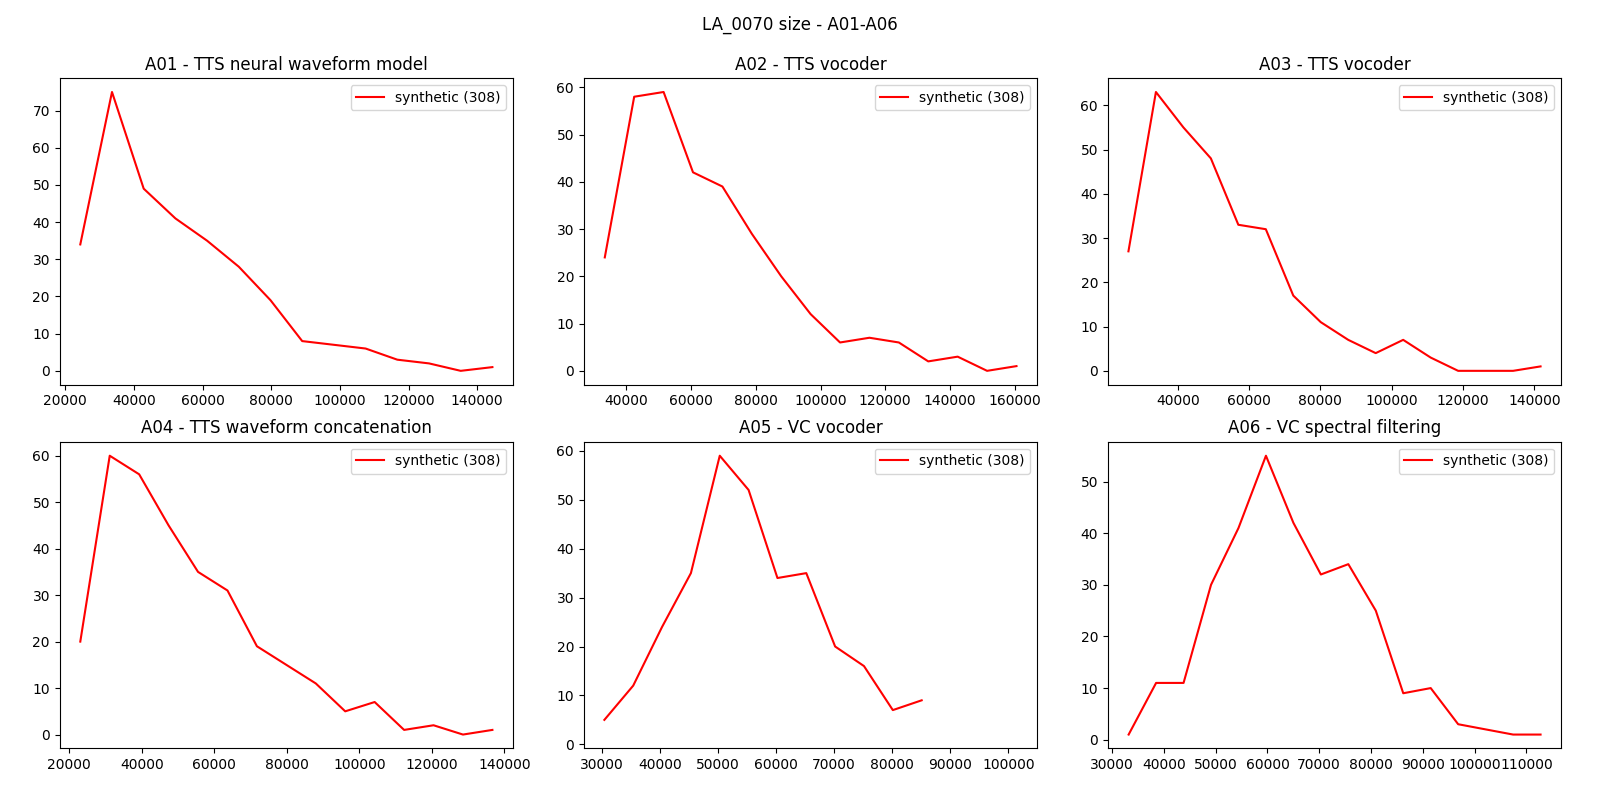 LA_0070 size - A01-A06
A01 - TTS neural waveform model
synthetic (308)
70
60
50
40
30
20
10
0
20000 40000 60000 80000 100000 120000 140000
A02 - TTS vocoder
synthetic (308)
60
50
40
30
20
10
0
40000 60000 80000 100000 120000 140000 160000
A03 - TTS vocoder
synthetic (308)
60
50
40
30
20
10
0
40000 60000 80000 100000 120000 140000
A04 - TTS waveform concatenation
synthetic (308)
60
50
40
30
20
10
0
20000 40000 60000 80000 100000 120000 140000
A05 - VC vocoder
synthetic (308)
60
50
40
30
20
10
0
30000 40000 50000 60000 70000 80000 90000 100000
A06 - VC spectral filtering
synthetic (308)
50
40
30
20
10
0
30000 40000 50000 60000 70000 80000 90000 100000 110000